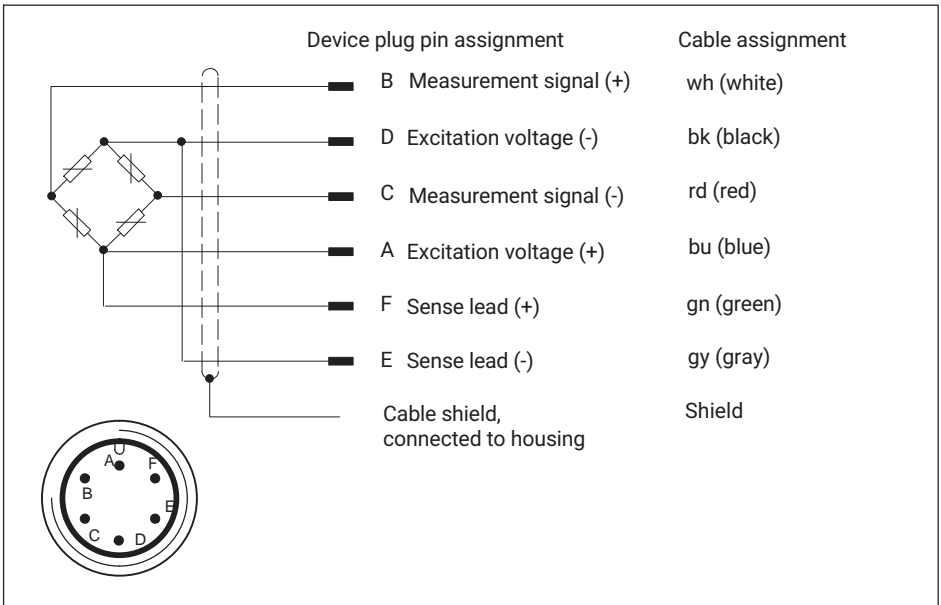 Device plug pin assignment Cable assignment
B Measurement signal (+) wh (white)
D Excitation voltage (-) bk (black)
C Measurement signal (-) rd (red)
A Excitation voltage (+) bu (blue)
F Sense lead (+) gn (green)
E Sense lead (-) gy (gray)
Cable shield, Shield
connected to housing
A F
B
E
C D